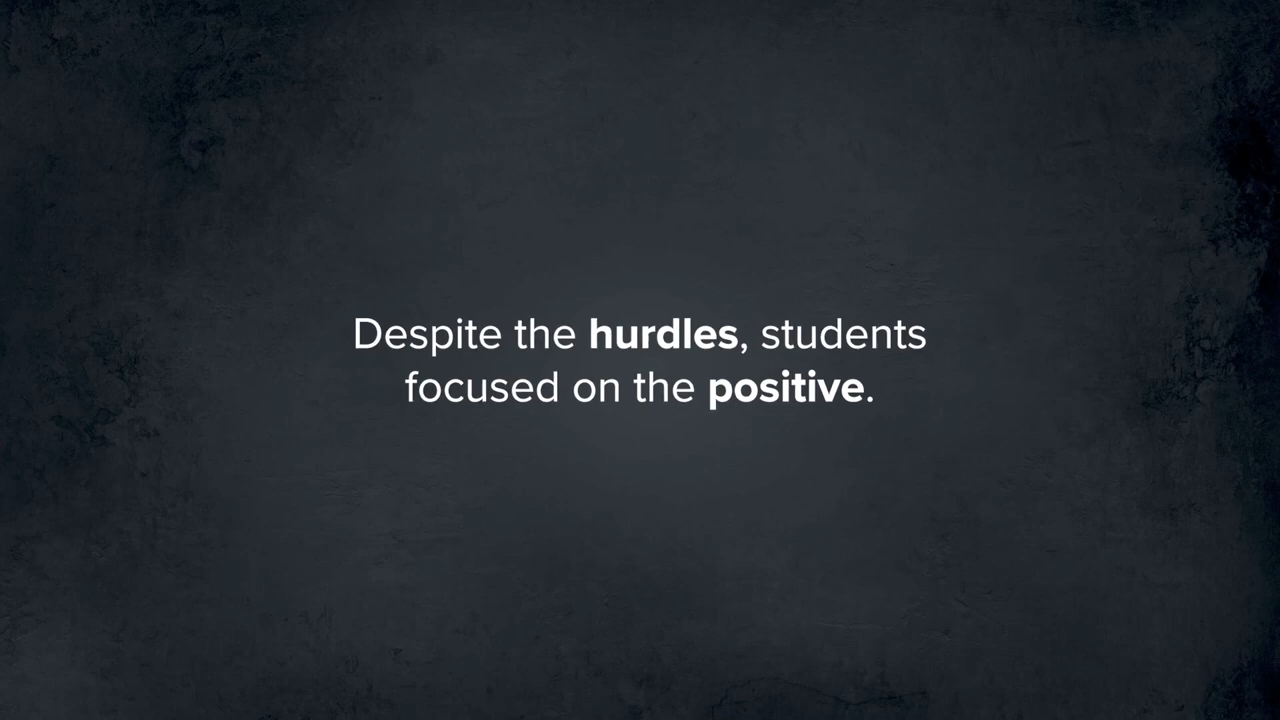 Despite the hurdles, students
focused on the positive.